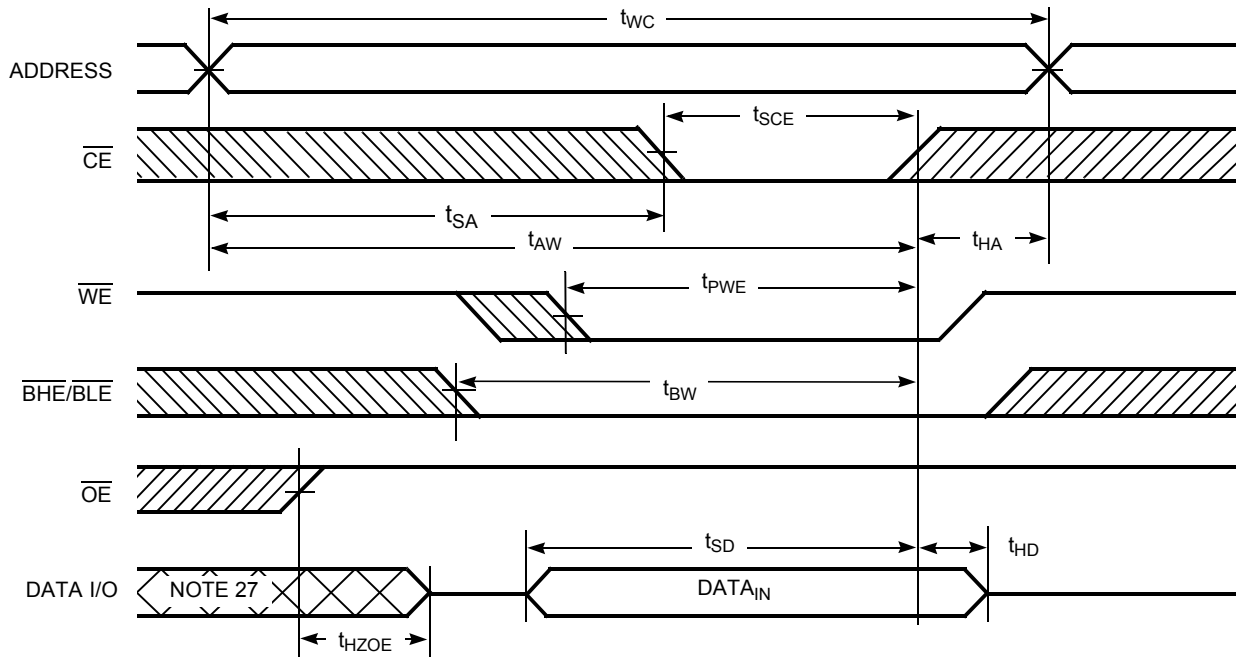 tWC
ADDRESS
tSCE
CE
tSA
tAW
tHA
WE
tPWE
BHE/BLE
tBW
OE
tSD
tHD
DATA I/O
NOTE 27
DATAIN
tHZOE